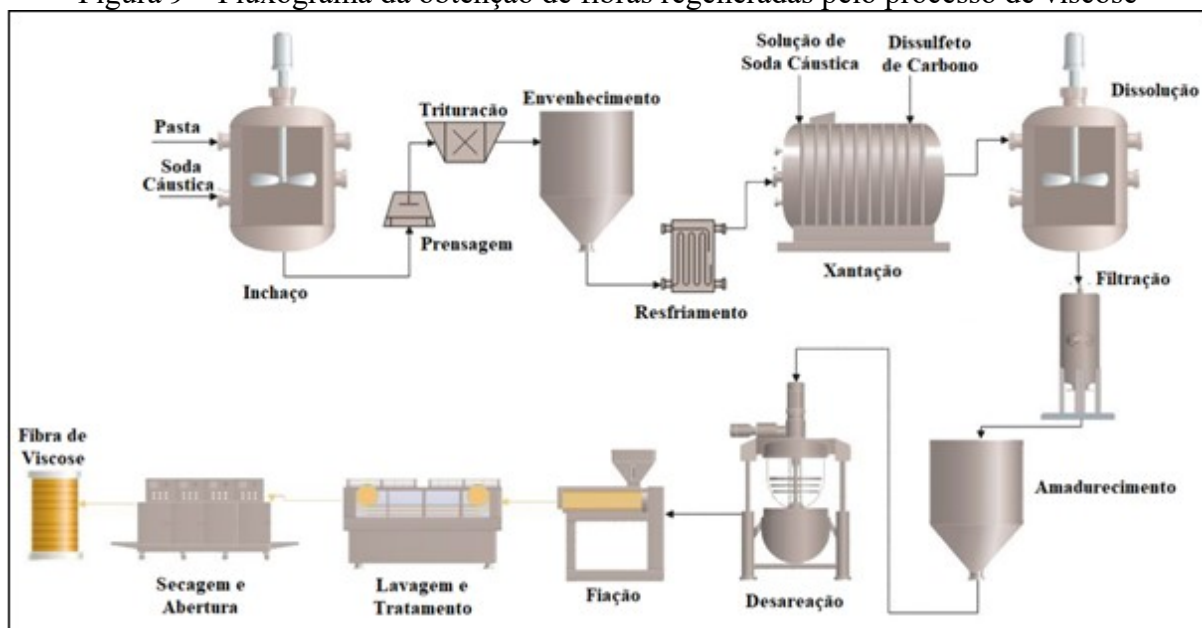 Figura 9 – Fluxograma da obtenção de fibras regeneradas pelo processo de viscose
Pasta
Soda
Cáustica
Inchaço
Trituração
Prensagem
Envenhecimento
Resfriamento
Solução de
Soda Cáustica
Dissulfeto
de Carbono
Xantação
Dissolução
Filtração
Amadurecimento
Desareação
Fiação
Lavagem e
Tratamento
Secagem e
Abertura
Fibra de
Viscose